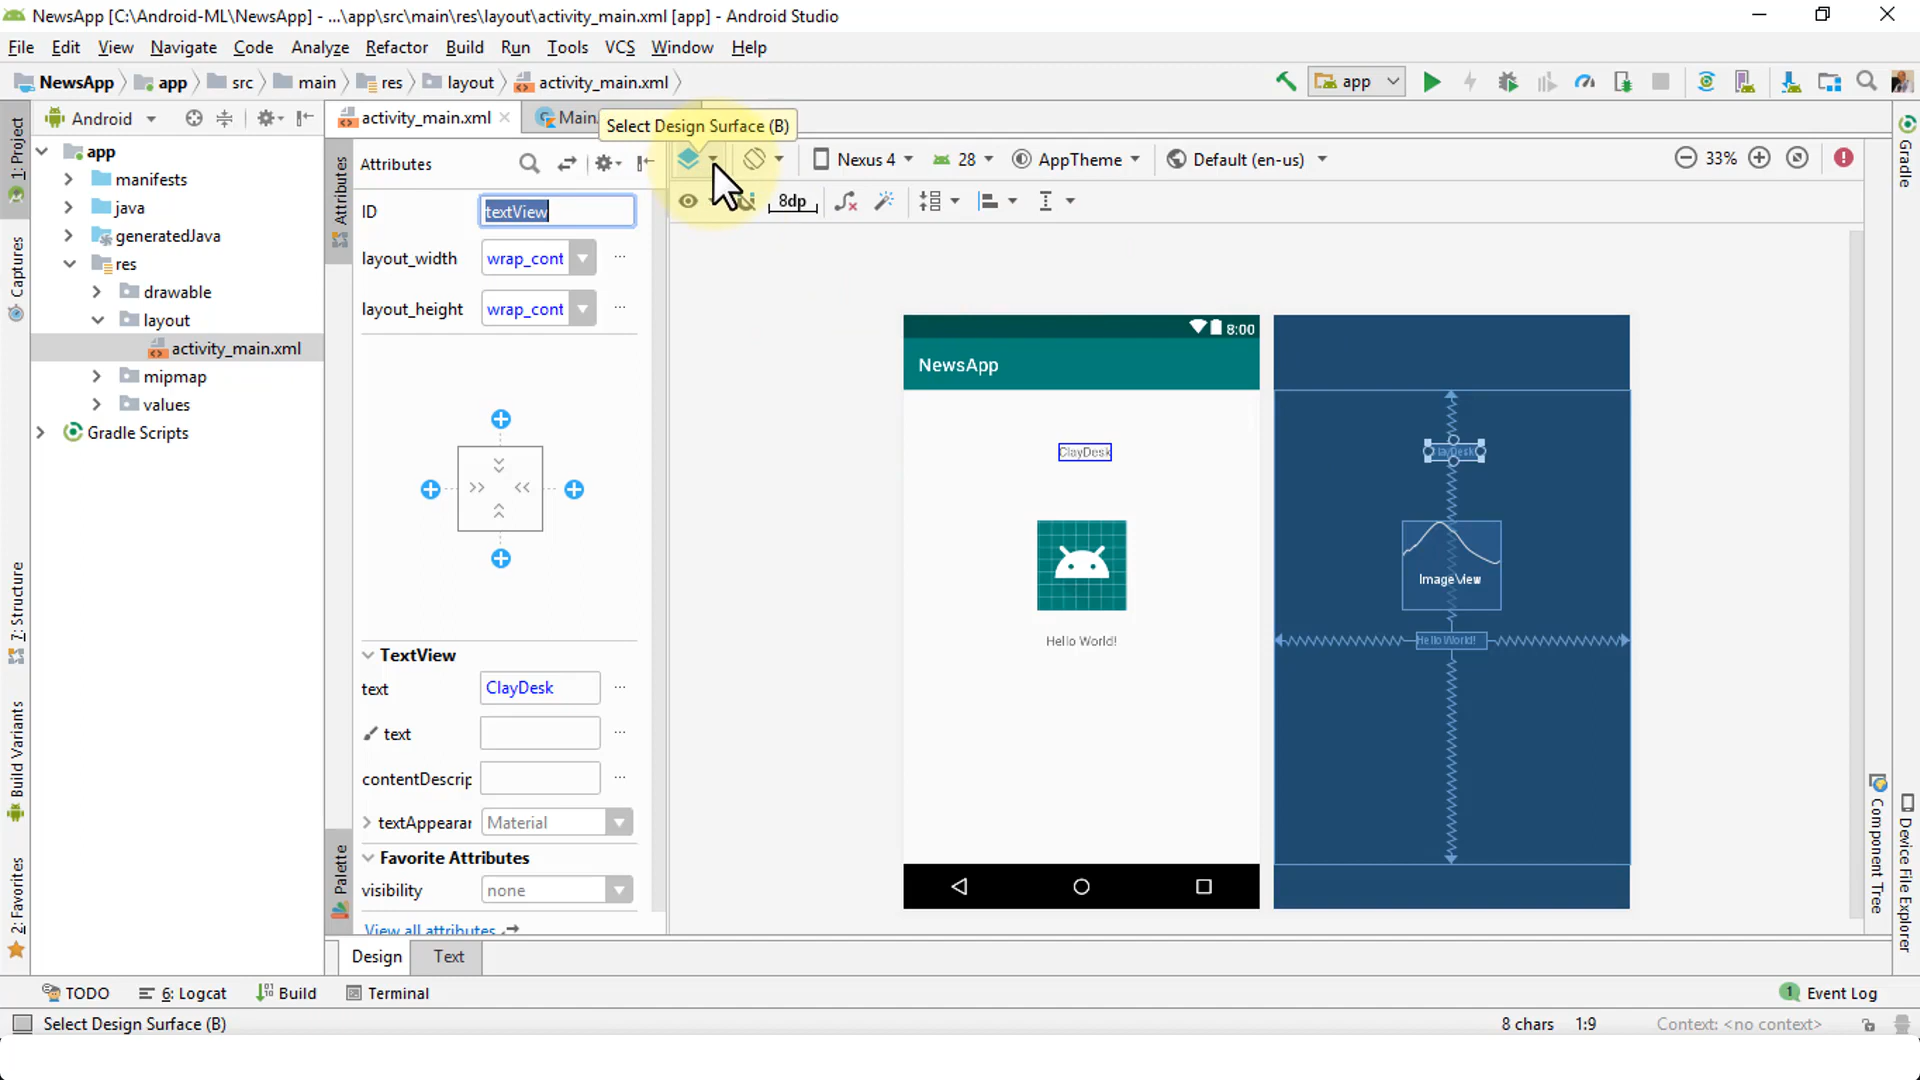 NewsApp [C:\Android-ML\NewsApp] - ...\app\src\main\res\layout\activity_main.xml [app] - Android Studio
File Edit View Navigate Code Analyze Refactor Build Run Tools VCS Window Help
NewsApp app src main res layout activity_main.xml app
Android activity_main.xml Main
Select Design Surface (B)
1: Project
Captures
7: Structure
Build Variants
2: Favorites
app
manifests
java
generatedJava
res
drawable
layout
activity_main.xml
mipmap
values
Gradle Scripts
Attributes
Palette
Attributes
ID textView
layout_width wrap_cont ...
layout_height wrap_cont ...
TextView
text ClayDesk ...
text ...
contentDescrip ...
textAppearar Material
Favorite Attributes
visibility none
View all attributes
Nexus 4 28 AppTheme Default (en-us) 33%
8dp
8:00
NewsApp
ClayDesk
Hello World!
ClayDesk
ImageView
Hello World!
Gradle
Component Tree
Device File Explorer
Design Text
TODO 6: Logcat Build Terminal 1 Event Log
Select Design Surface (B) 8 chars 1:9 Context: <no context>